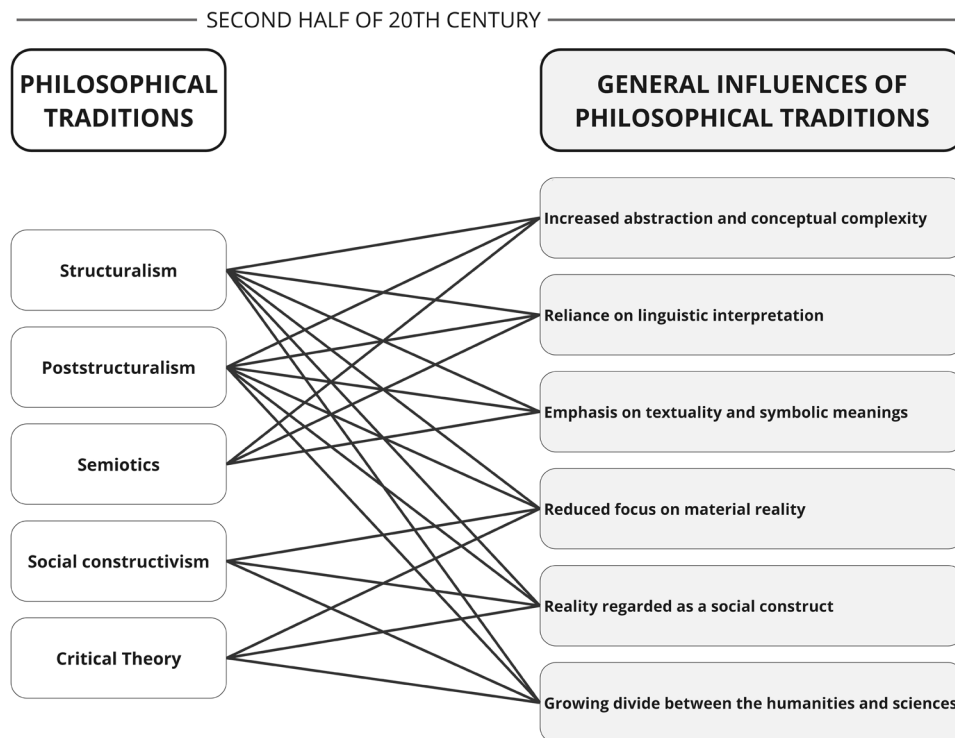 SECOND HALF OF 20TH CENTURY
PHILOSOPHICAL
TRADITIONS
GENERAL INFLUENCES OF
PHILOSOPHICAL TRADITIONS
Structuralism
Poststructuralism
Semiotics
Social constructivism
Critical Theory
Increased abstraction and conceptual complexity
Reliance on linguistic interpretation
Emphasis on textuality and symbolic meanings
Reduced focus on material reality
Reality regarded as a social construct
Growing divide between the humanities and sciences